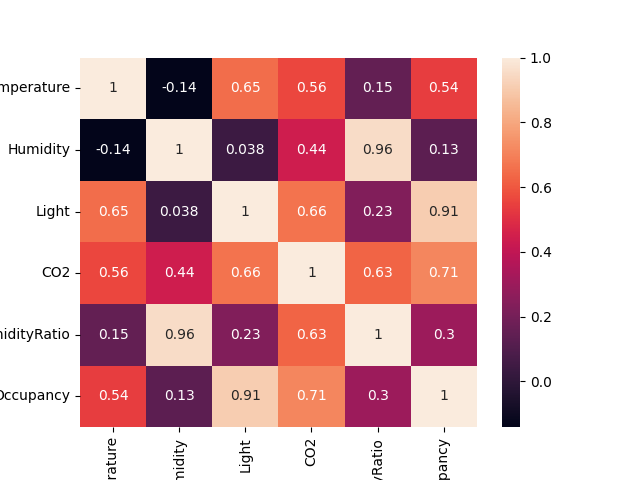 mperature 1 -0.14 0.65 0.56 0.15 0.54
Humidity -0.14 1 0.038 0.44 0.96 0.13
Light 0.65 0.038 1 0.66 0.23 0.91
CO2 0.56 0.44 0.66 1 0.63 0.71
nidityRatio 0.15 0.96 0.23 0.63 1 0.3
Occupancy 0.54 0.13 0.91 0.71 0.3 1
rature midity Light CO2 yRatio pancy
1.0
0.8
0.6
0.4
0.2
0.0